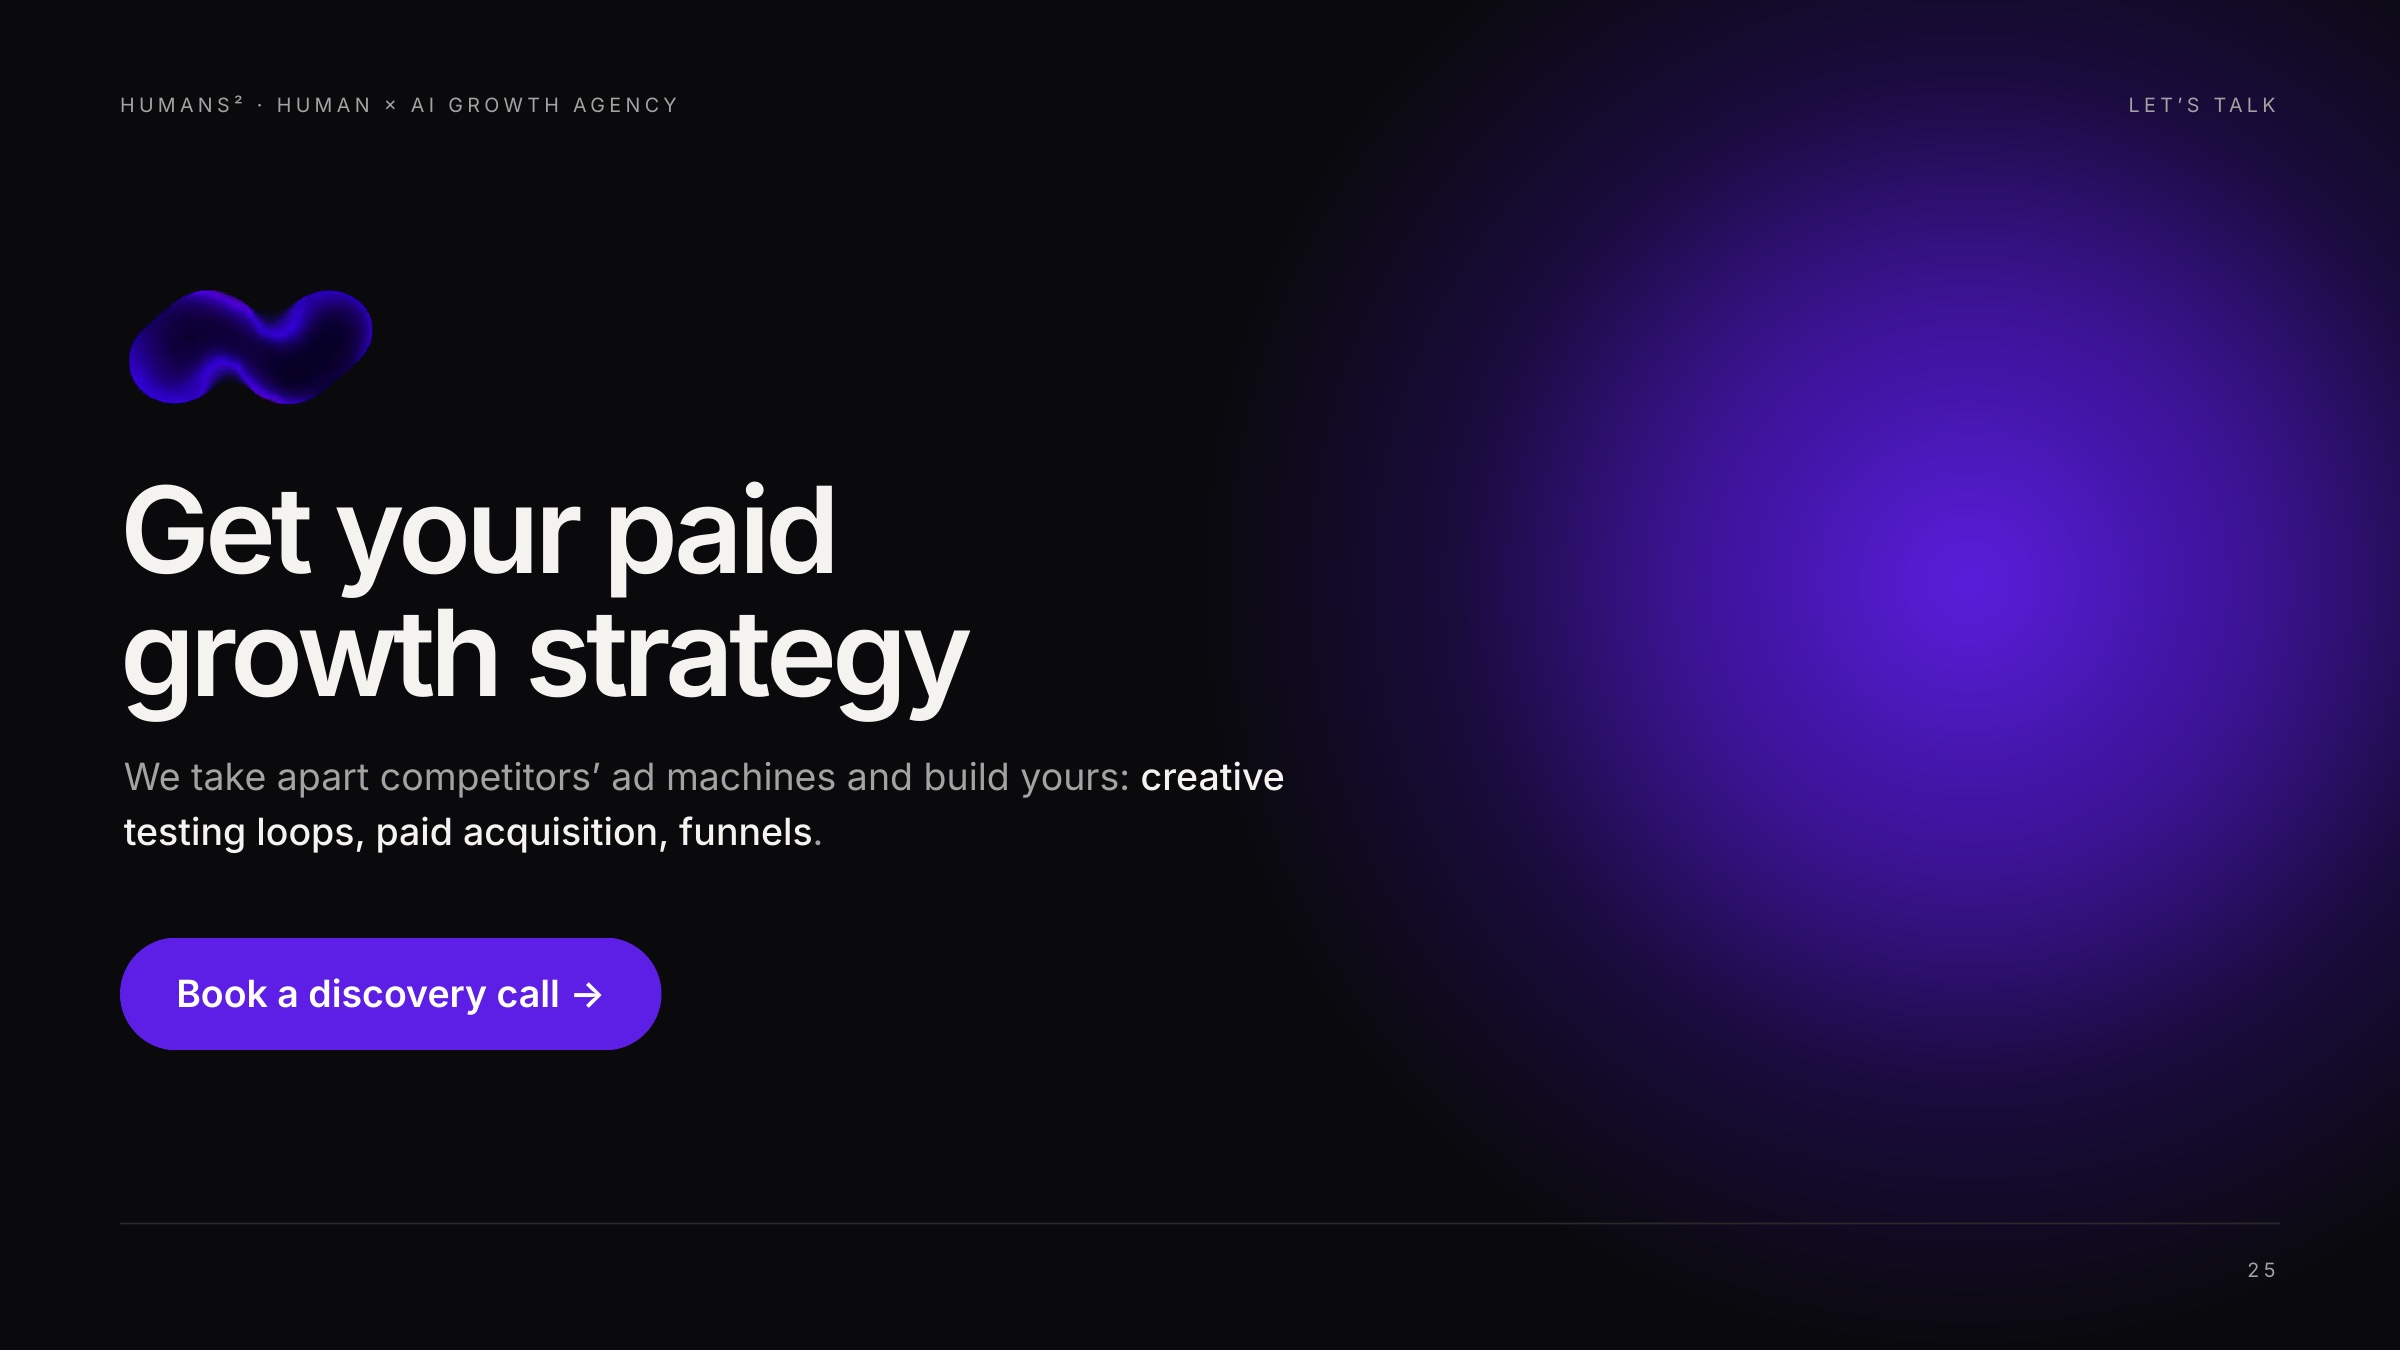 HUMANS² · HUMAN × AI GROWTH AGENCY
LET’S TALK
Get your paid
growth strategy
We take apart competitors’ ad machines and build yours: creative
testing loops, paid acquisition, funnels.
Book a discovery call →
25